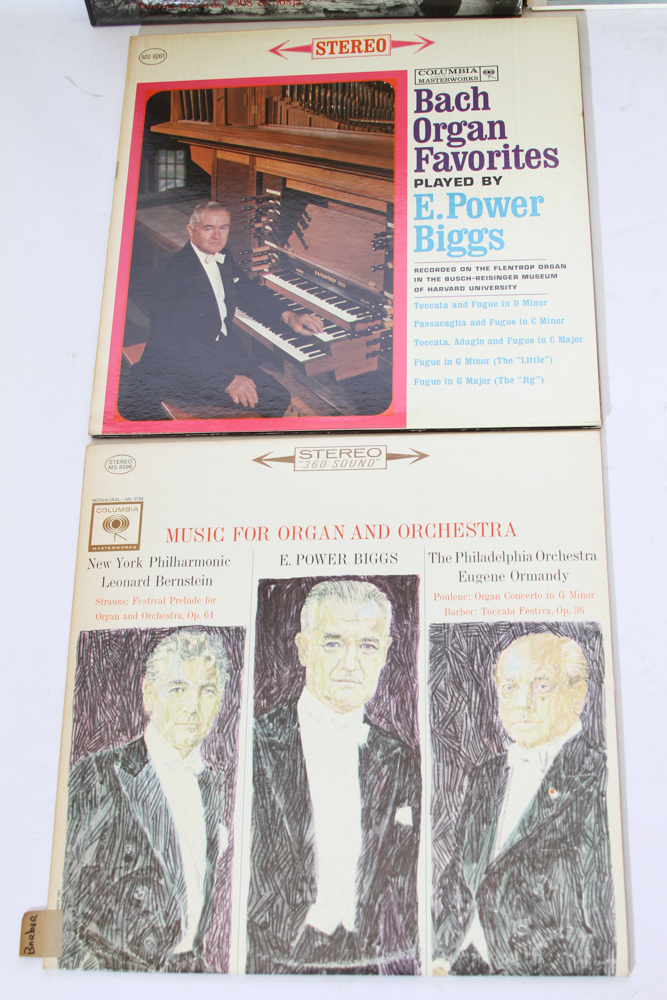 STEREO
MS 6261
COLUMBIA
MASTERWORKS
Bach
Organ
Favorites
PLAYED BY
E. Power
Biggs
RECORDED ON THE FLENTROP ORGAN
IN THE BUSCH-REISINGER MUSEUM
OF HARVARD UNIVERSITY
Toccata and Fugue in D Minor
Passacaglia and Fugue in C Minor
Toccata, Adagio and Fugue in C Major
Fugue in G Minor (The "Little")
Fugue in G Major (The "Jig")
STEREO
"360 SOUND"
STEREO
MS 6398
COLUMBIA
MASTERWORKS
MUSIC FOR ORGAN AND ORCHESTRA
New York Philharmonic
Leonard Bernstein
Strauss: Festival Prelude for
Organ and Orchestra, Op. 61
E. POWER BIGGS
The Philadelphia Orchestra
Eugene Ormandy
Poulenc: Organ Concerto in G Minor
Barber: Toccata Festiva, Op. 36
Barber